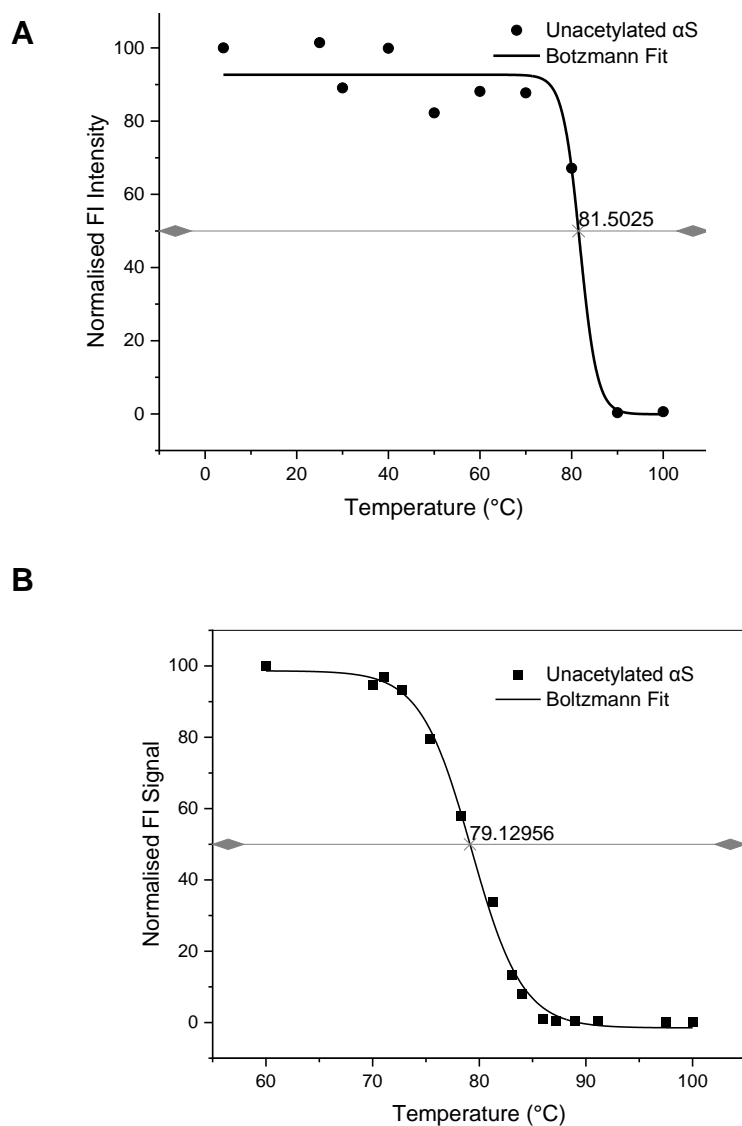 A
Unacetylated αS
Botzmann Fit
100
80
60
40
20
0
81.5025
Normalised FI Intensity
0 20 40 60 80 100
Temperature (°C)
B
Unacetylated αS
Boltzmann Fit
100
80
60
40
20
0
79.12956
Normalised FI Signal
60 70 80 90 100
Temperature (°C)